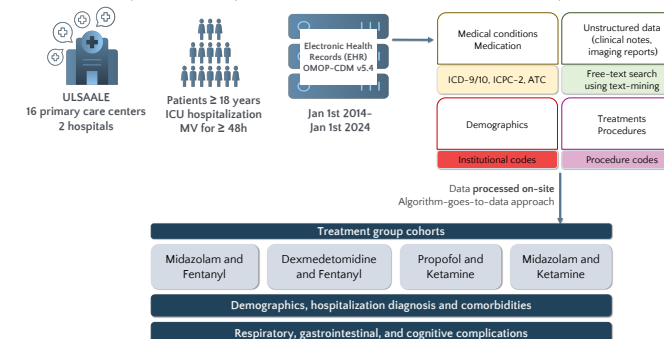 ULSAALE
16 primary care centers
2 hospitals
Patients ≥ 18 years
ICU hospitalization
MV for ≥ 48h
Electronic Health
Records (EHR)
OMOP-CDM v5.4
Jan 1st 2014-
Jan 1st 2024
Medical conditions
Medication
ICD-9/10, ICPC-2, ATC
Unstructured data
(clinical notes,
imaging reports)
Free-text search
using text-mining
Demographics
Institutional codes
Treatments
Procedures
Procedure codes
Data processed on-site
Algorithm-goes-to-data approach
Treatment group cohorts
Midazolam and
Fentanyl
Dexmedetomidine
and Fentanyl
Propofol and
Ketamine
Midazolam and
Ketamine
Demographics, hospitalization diagnosis and comorbidities
Respiratory, gastrointestinal, and cognitive complications